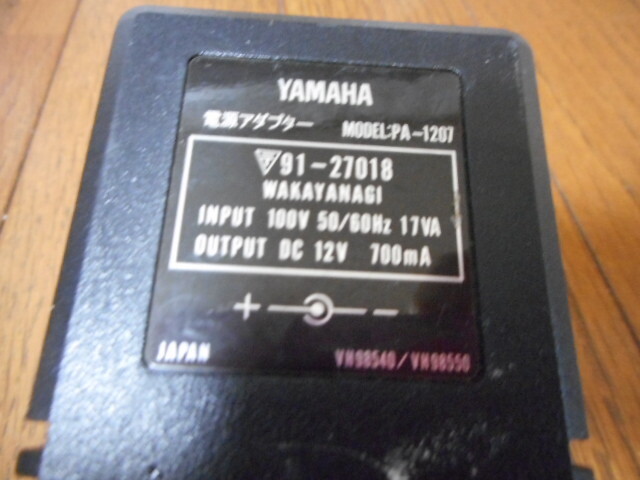 YAMAHA
電源アダプター MODEL:PA-1207
91-27018
WAKAYANAGI
INPUT 100V 50/60Hz 17VA
OUTPUT DC 12V 700mA
+ −
JAPAN VH98540/VH98550